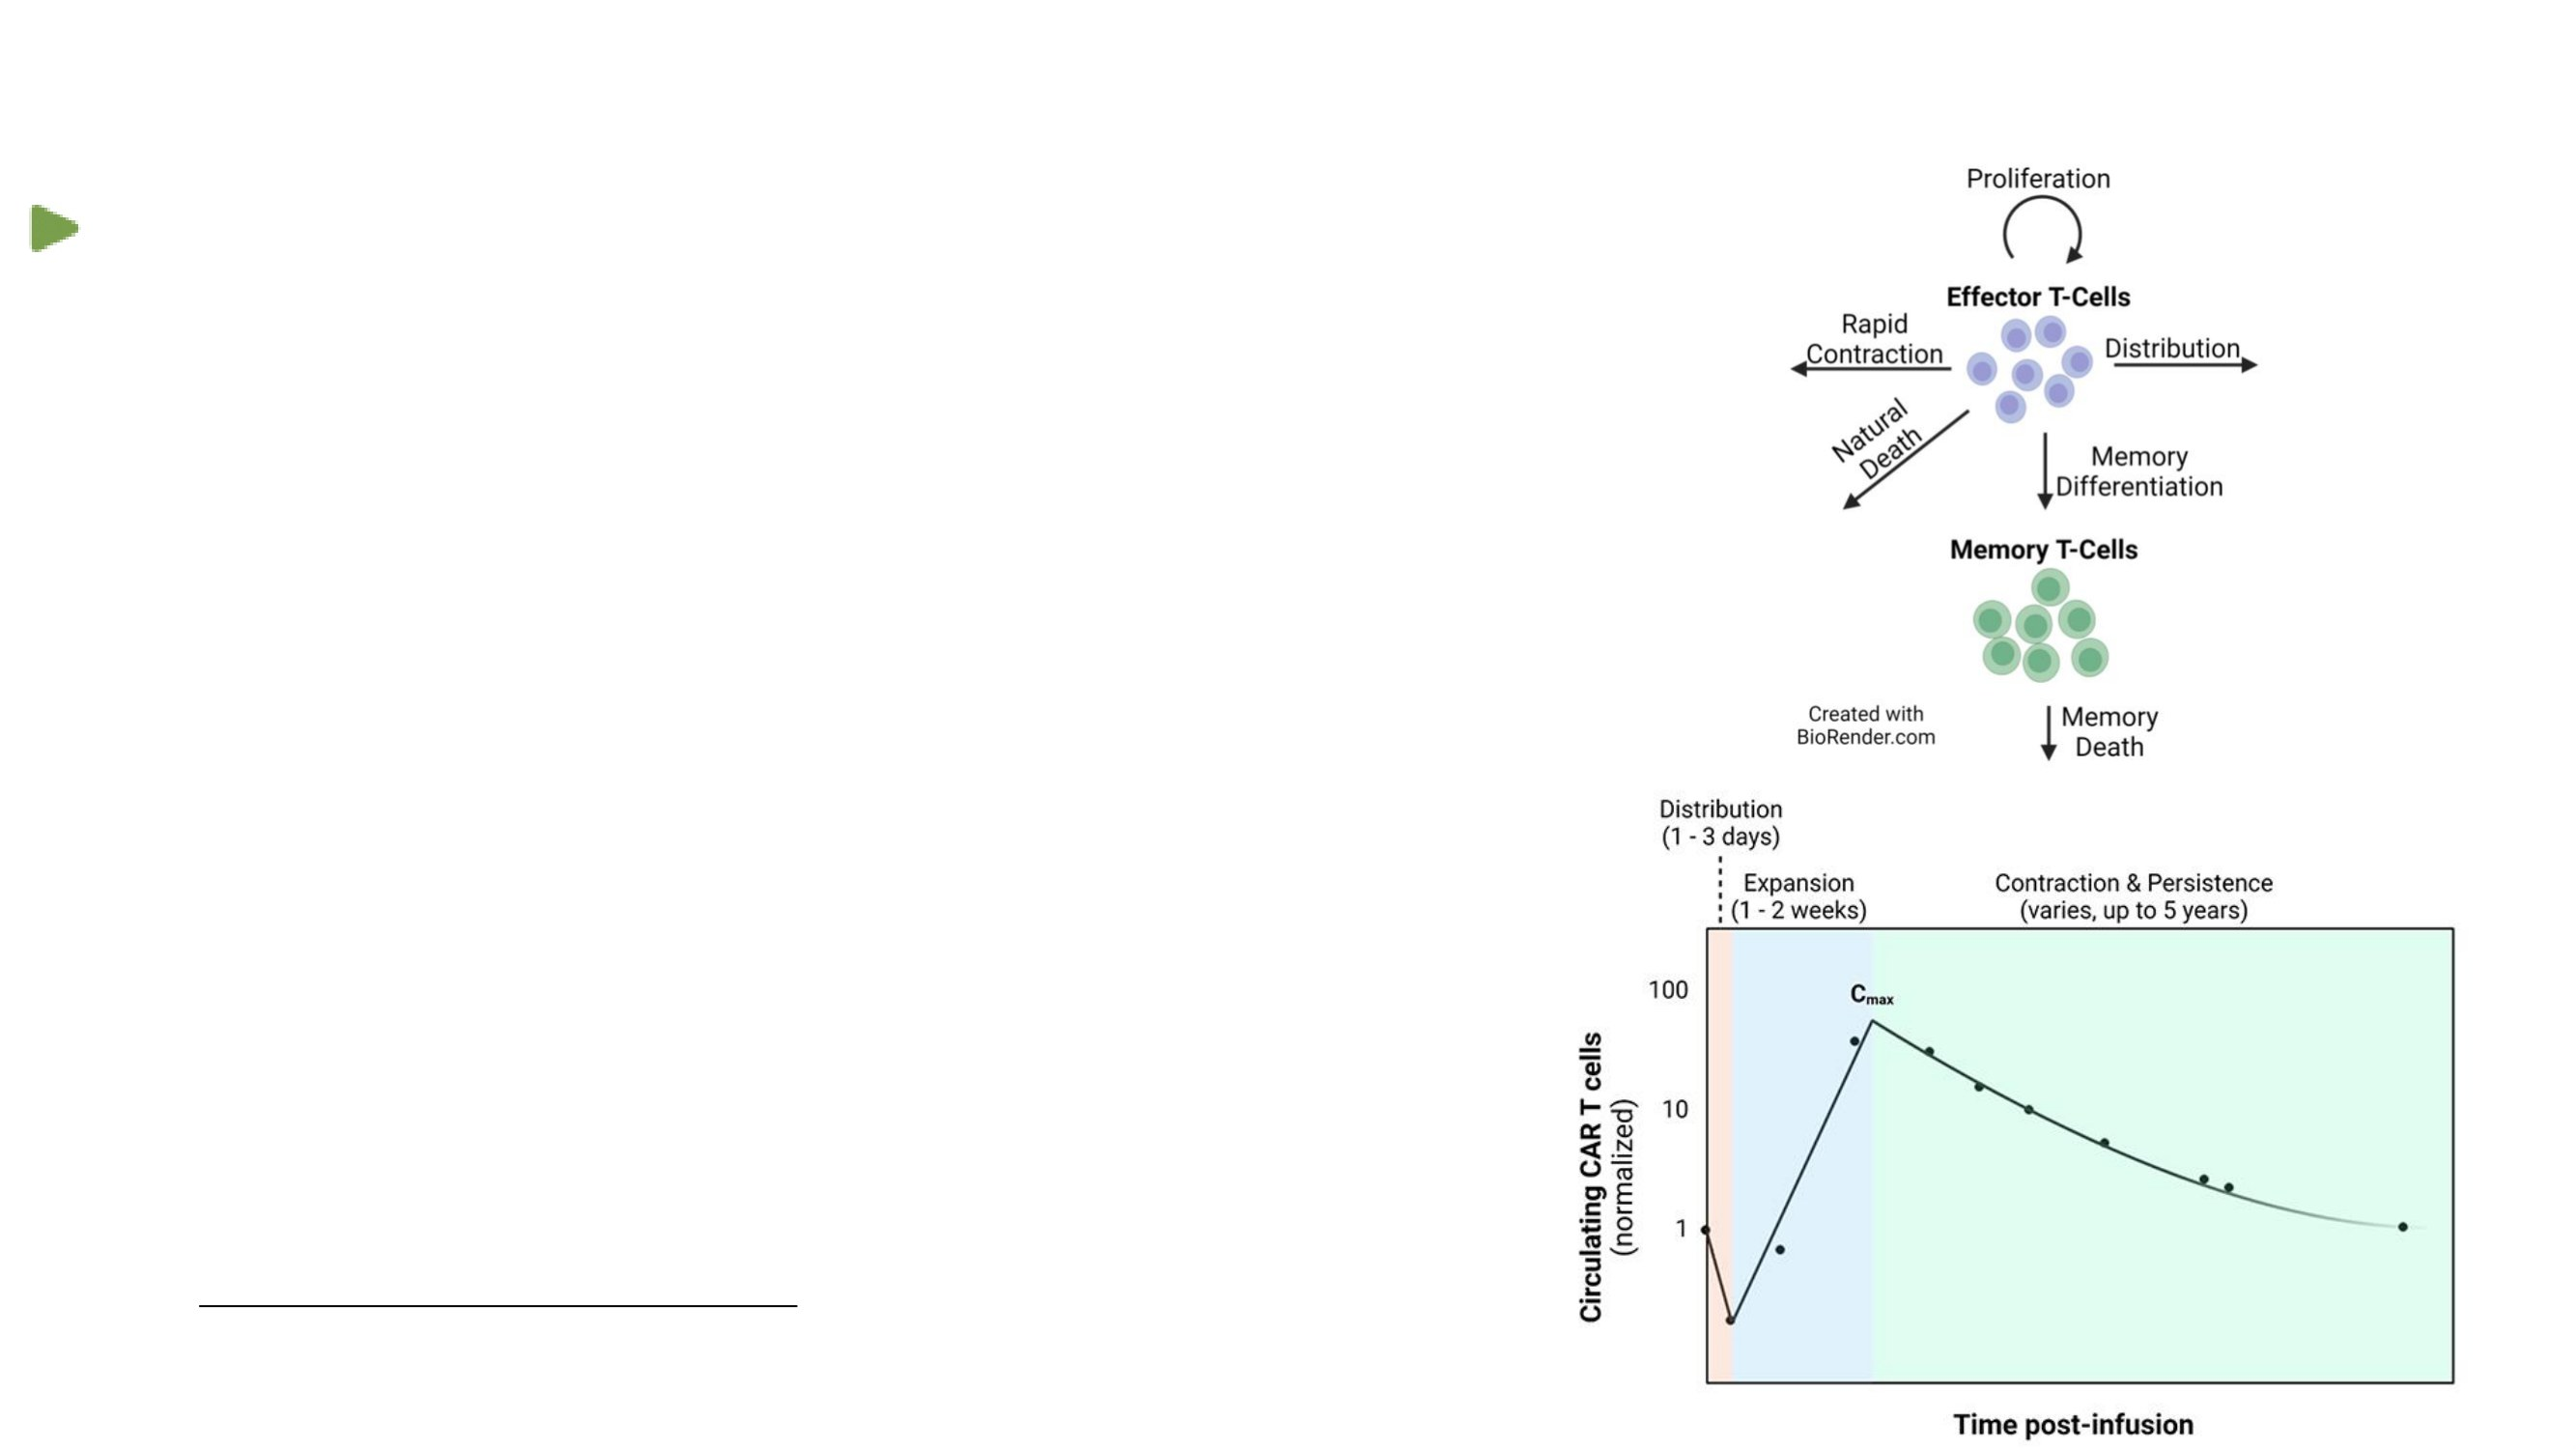 Proliferation
Effector T-Cells
Rapid
Contraction
Distribution
Natural
Death
Memory
Differentiation
Memory T-Cells
Created with
BioRender.com
Memory
Death
Distribution
(1 - 3 days)
Expansion
(1 - 2 weeks)
Contraction & Persistence
(varies, up to 5 years)
100
Cmax
10
1
Circulating CAR T cells
(normalized)
Time post-infusion